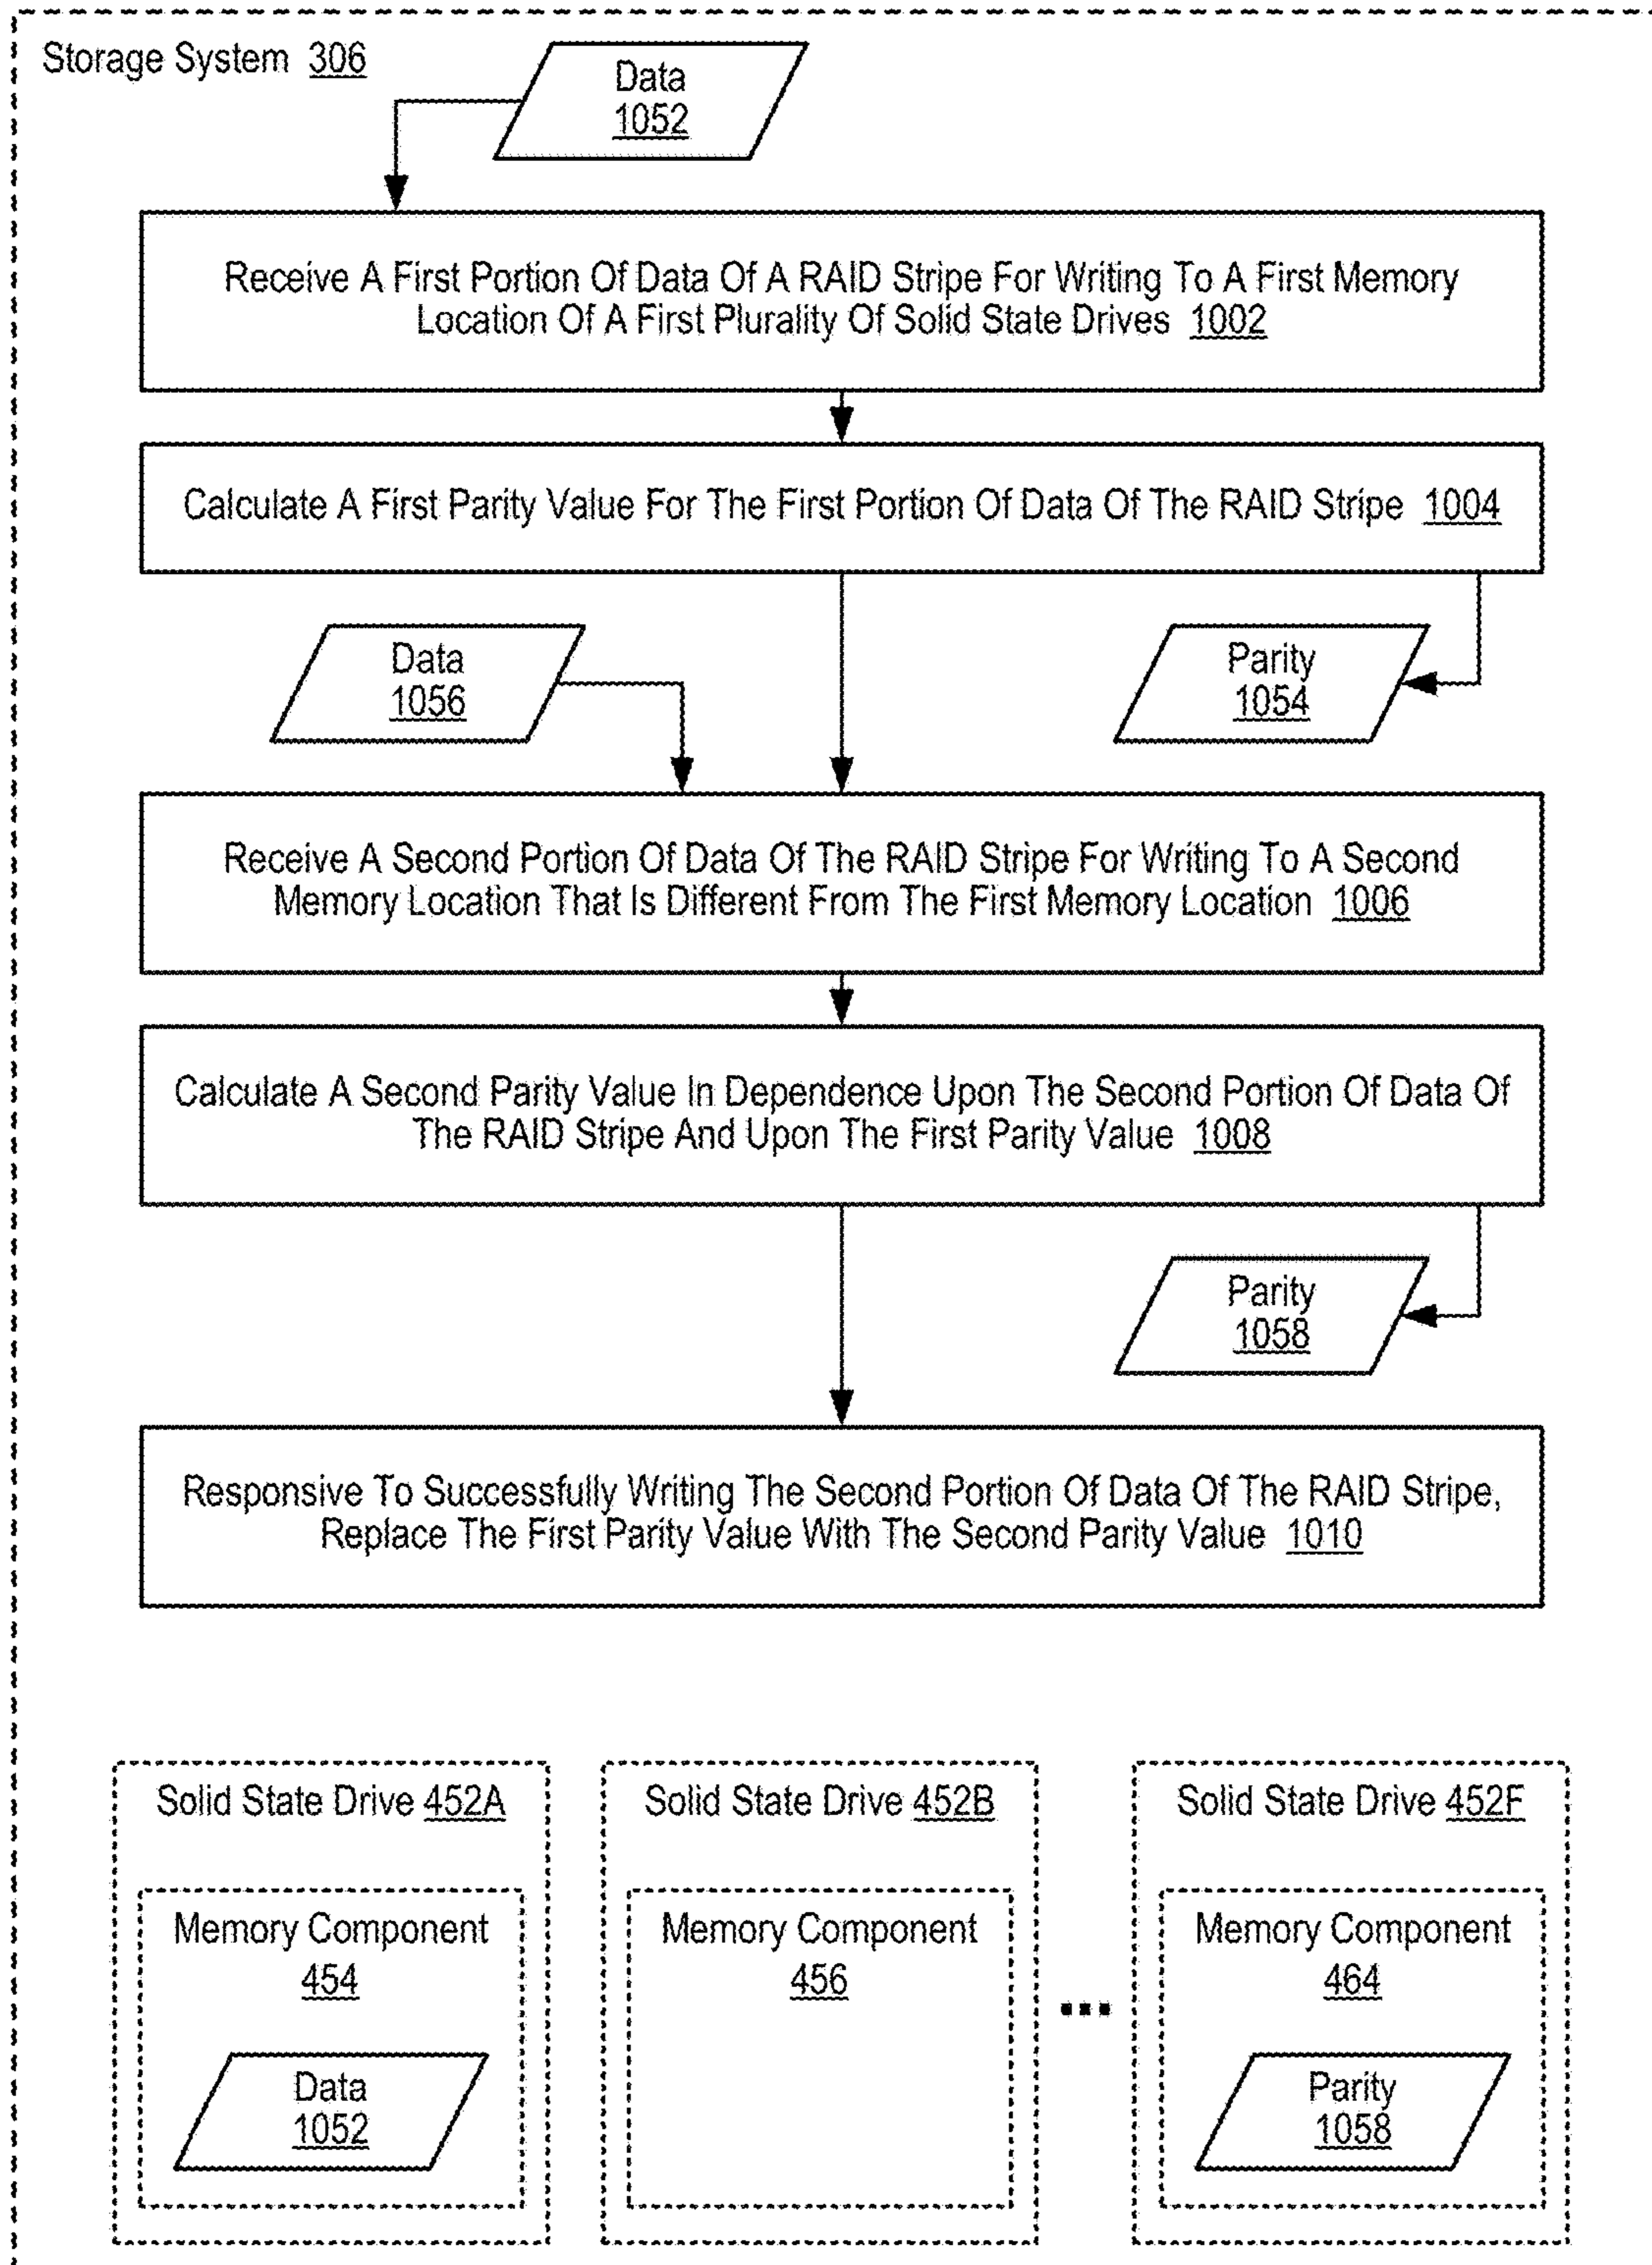 Storage System 306
Data
1052
Receive A First Portion Of Data Of A RAID Stripe For Writing To A First Memory
Location Of A First Plurality Of Solid State Drives 1002
Calculate A First Parity Value For The First Portion Of Data Of The RAID Stripe 1004
Data
1056
Parity
1054
Receive A Second Portion Of Data Of The RAID Stripe For Writing To A Second
Memory Location That Is Different From The First Memory Location 1006
Calculate A Second Parity Value In Dependence Upon The Second Portion Of Data Of
The RAID Stripe And Upon The First Parity Value 1008
Parity
1058
Responsive To Successfully Writing The Second Portion Of Data Of The RAID Stripe,
Replace The First Parity Value With The Second Parity Value 1010
Solid State Drive 452A
Memory Component
454
Data
1052
Solid State Drive 452B
Memory Component
456
...
Solid State Drive 452F
Memory Component
464
Parity
1058